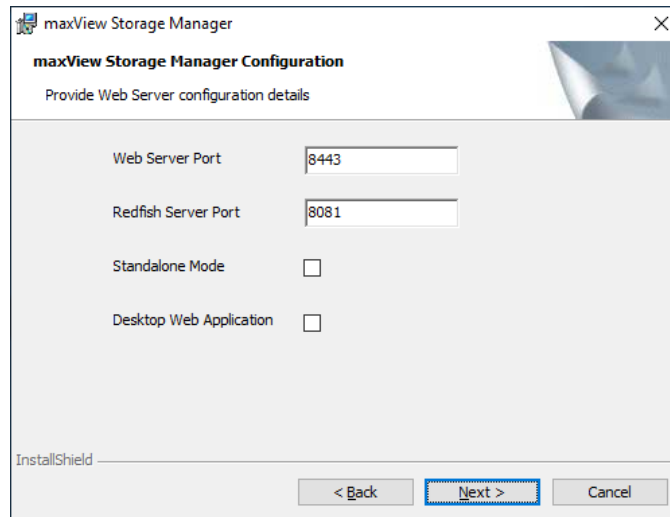 maxView Storage Manager
maxView Storage Manager Configuration
Provide Web Server configuration details
Web Server Port 8443
Redfish Server Port 8081
Standalone Mode
Desktop Web Application
InstallShield
< Back Next > Cancel